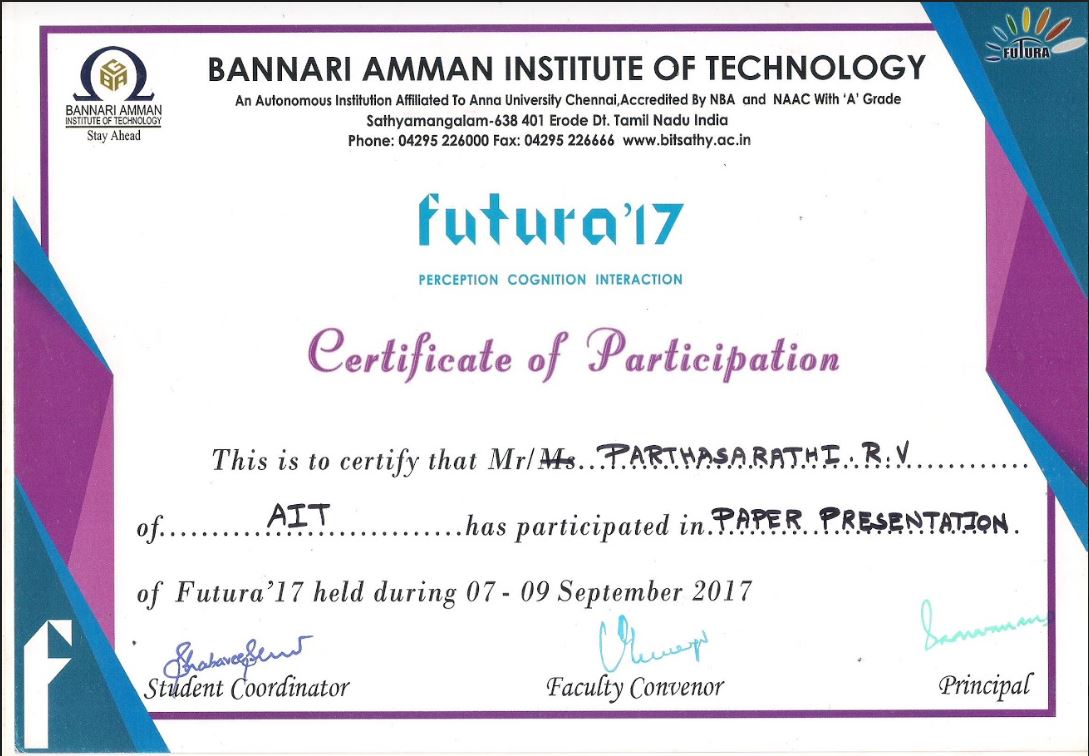 BANNARI AMMAN INSTITUTE OF TECHNOLOGY
FUTURA
BANNARI AMMAN
INSTITUTE OF TECHNOLOGY
Stay Ahead
An Autonomous Institution Affiliated To Anna University Chennai,Accredited By NBA and NAAC With ‘A’ Grade
Sathyamangalam-638 401 Erode Dt. Tamil Nadu India
Phone: 04295 226000 Fax: 04295 226666 www.bitsathy.ac.in
futura’17
PERCEPTION COGNITION INTERACTION
Certificate of Participation
This is to certify that Mr/Ms...PARTHASARATHI.R.V
of..........AIT..........has participated in.PAPER PRESENTATION.
of Futura’17 held during 07 - 09 September 2017
Student Coordinator
Faculty Convenor
Principal
f